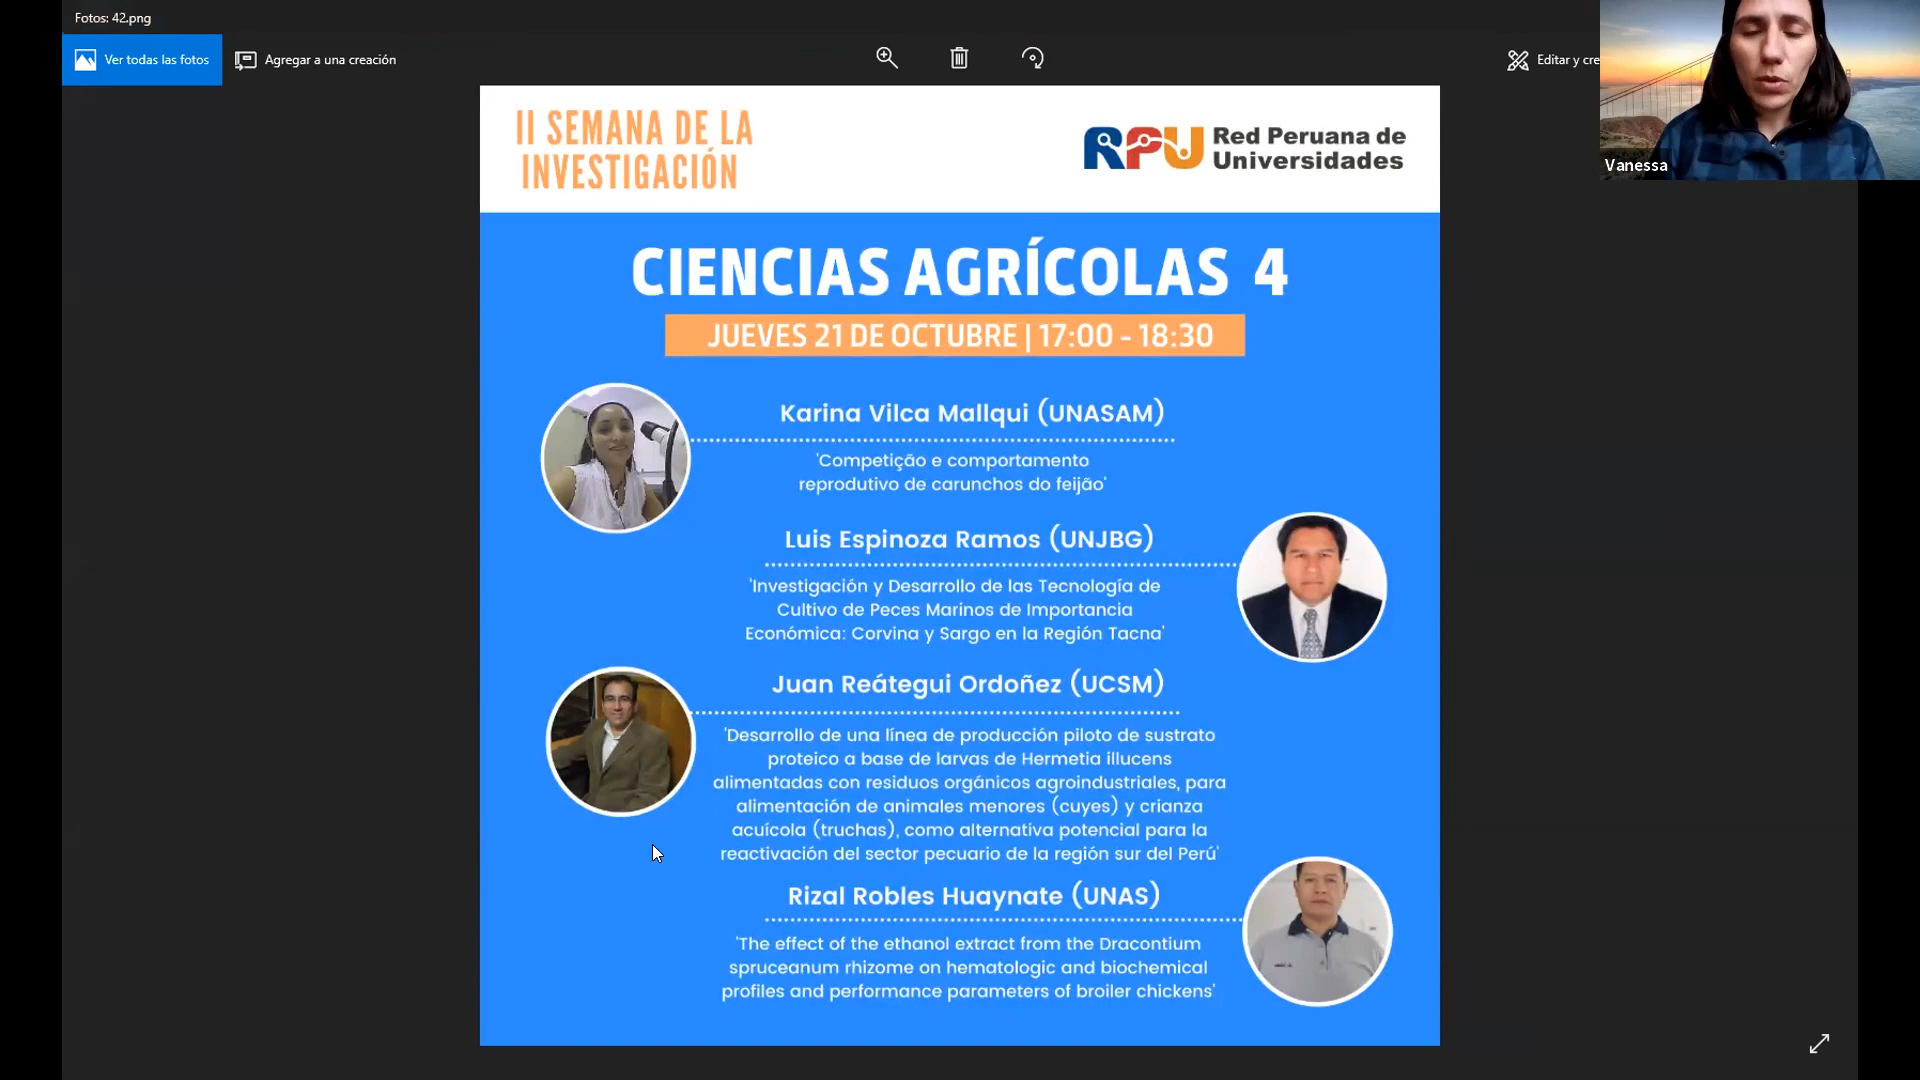 Fotos: 42.png
Ver todas las fotos
Agregar a una creación
Editar y cre
Vanessa
II SEMANA DE LA
INVESTIGACIÓN
RPU Red Peruana de
Universidades
CIENCIAS AGRÍCOLAS 4
JUEVES 21 DE OCTUBRE | 17:00 - 18:30
Karina Vilca Mallqui (UNASAM)
'Competição e comportamento
reprodutivo de carunchos do feijão'
Luis Espinoza Ramos (UNJBG)
'Investigación y Desarrollo de las Tecnología de
Cultivo de Peces Marinos de Importancia
Económica: Corvina y Sargo en la Región Tacna'
Juan Reátegui Ordoñez (UCSM)
'Desarrollo de una línea de producción piloto de sustrato
proteico a base de larvas de Hermetia illucens
alimentadas con residuos orgánicos agroindustriales, para
alimentación de animales menores (cuyes) y crianza
acuícola (truchas), como alternativa potencial para la
reactivación del sector pecuario de la región sur del Perú'
Rizal Robles Huaynate (UNAS)
'The effect of the ethanol extract from the Dracontium
spruceanum rhizome on hematologic and biochemical
profiles and performance parameters of broiler chickens'